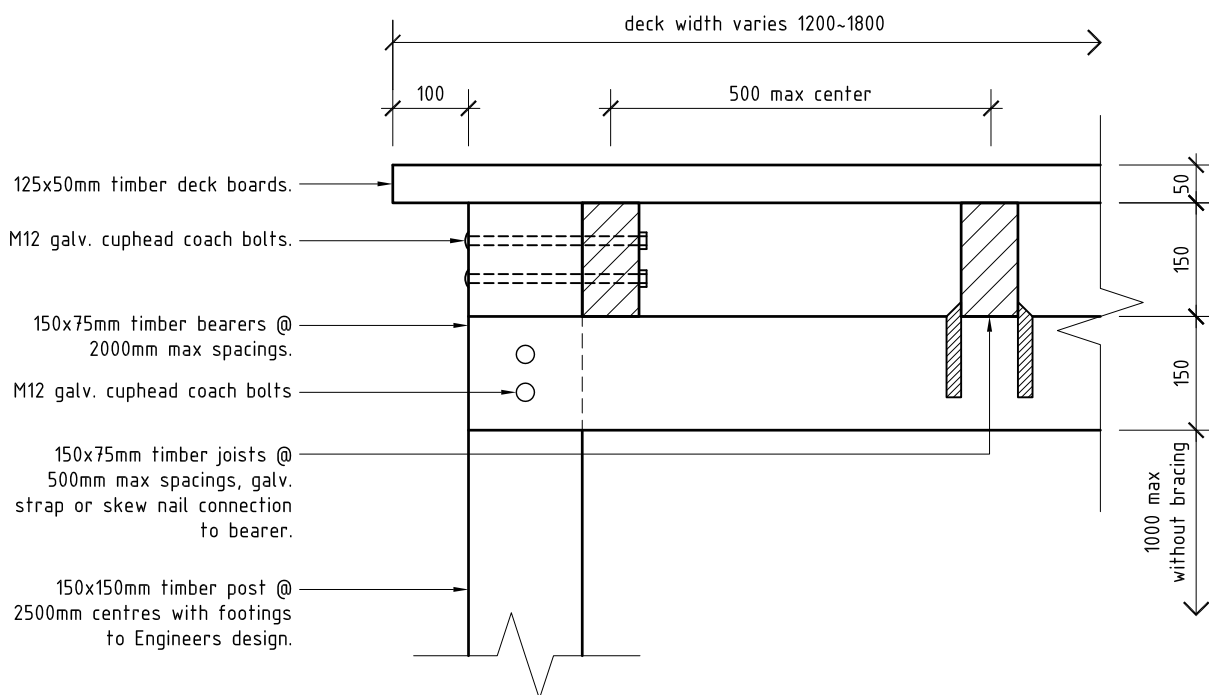 deck width varies 1200~1800
100
500 max center
125x50mm timber deck boards.
50
M12 galv. cuphead coach bolts.
150
150x75mm timber bearers @
2000mm max spacings.
150
M12 galv. cuphead coach bolts
150x75mm timber joists @
500mm max spacings, galv.
strap or skew nail connection
to bearer.
1000 max
without bracing
150x150mm timber post @
2500mm centres with footings
to Engineers design.